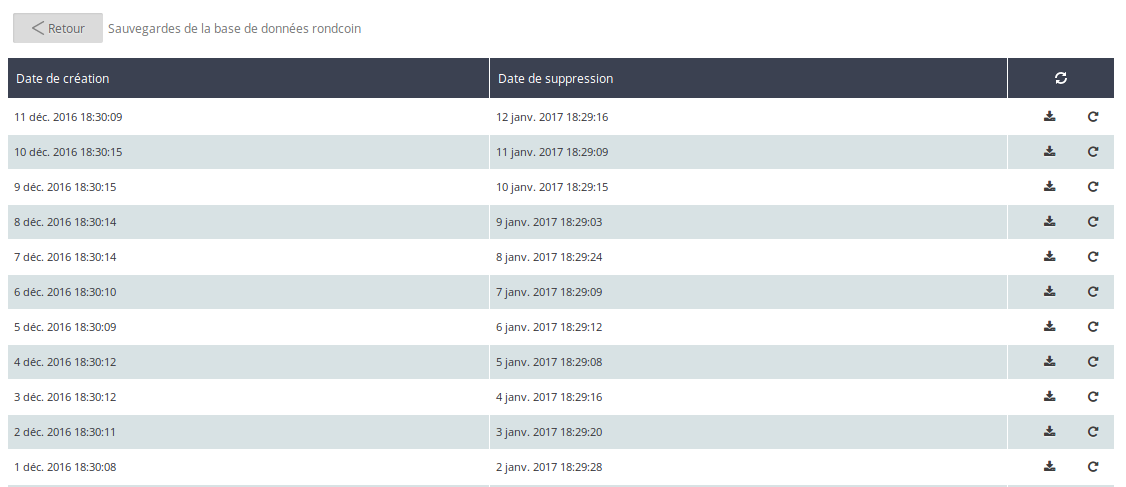 Retour Sauvegardes de la base de données rondcoin
Date de création Date de suppression
11 déc. 2016 18:30:09 12 janv. 2017 18:29:16
10 déc. 2016 18:30:15 11 janv. 2017 18:29:09
9 déc. 2016 18:30:15 10 janv. 2017 18:29:15
8 déc. 2016 18:30:14 9 janv. 2017 18:29:03
7 déc. 2016 18:30:14 8 janv. 2017 18:29:24
6 déc. 2016 18:30:10 7 janv. 2017 18:29:09
5 déc. 2016 18:30:09 6 janv. 2017 18:29:12
4 déc. 2016 18:30:12 5 janv. 2017 18:29:08
3 déc. 2016 18:30:12 4 janv. 2017 18:29:16
2 déc. 2016 18:30:11 3 janv. 2017 18:29:20
1 déc. 2016 18:30:08 2 janv. 2017 18:29:28